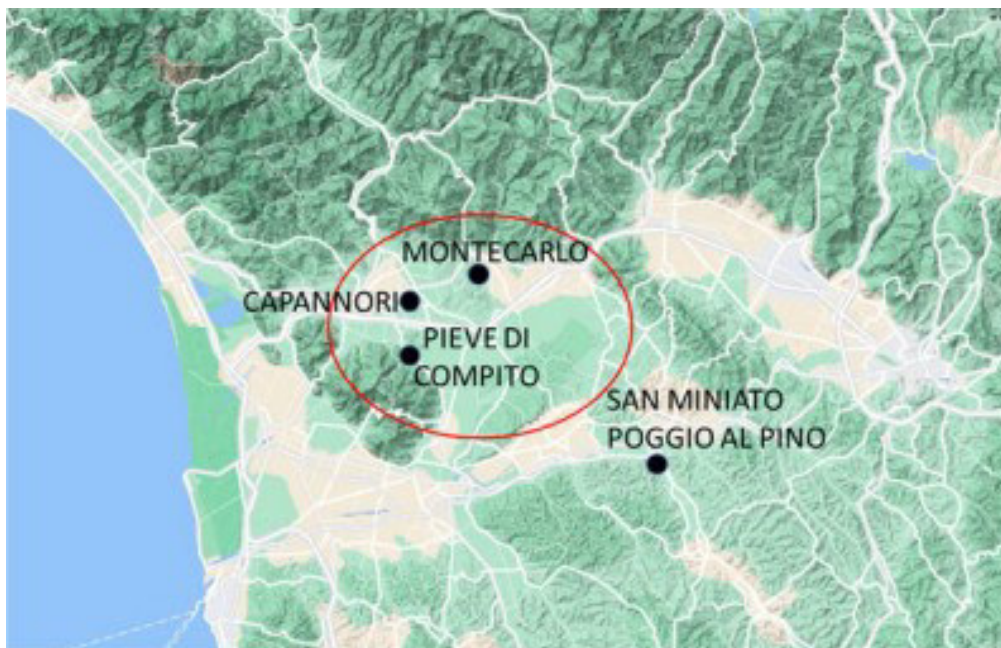 MONTECARLO
CAPANNORI
PIEVE DI
COMPITO
SAN MINIATO
POGGIO AL PINO